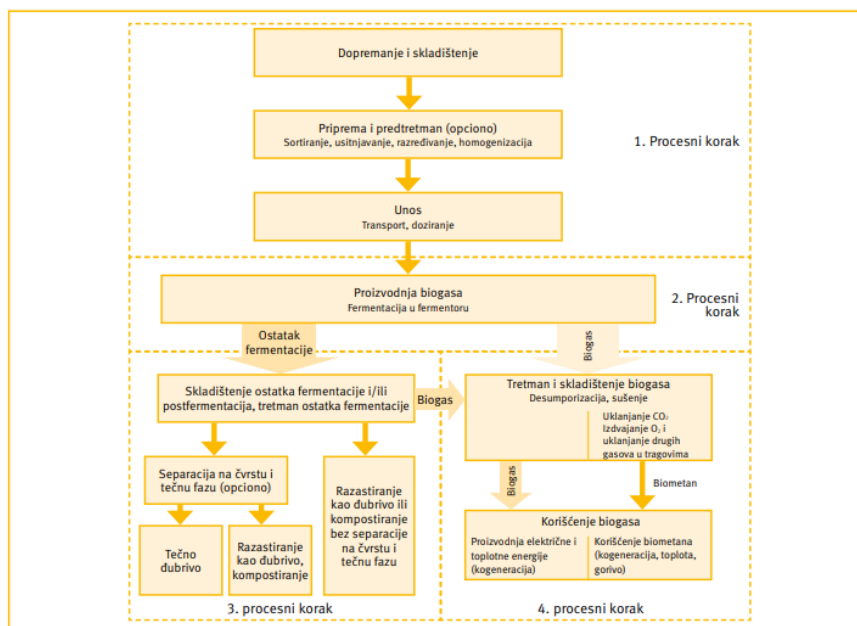 Dopremanje i skladištenje
Priprema i predtretman (opciono)
Sortiranje, usitnjavanje, razređivanje, homogenizacija
1. Procesni korak
Unos
Transport, doziranje
Proizvodnja biogasa
Fermentacija u fermentoru
2. Procesni
korak
Ostatak
fermentacije
Biogas
Skladištenje ostatka fermentacije i/ili
postfermentacija, tretman ostatka fermentacije
Biogas
Separacija na čvrstu i
tečnu fazu (opciono)
Tečno
đubrivo
Razastiranje
kao đubrivo,
kompostiranje
Razastiranje
kao đubrivo ili
kompostiranje
bez separacije
na čvrstu i
tečnu fazu
3. procesni korak
Tretman i skladištenje biogasa
Desumporizacija, sušenje
Uklanjanje CO₂
Izdvajanje O₂ i
uklanjanje drugih
gasova u tragovima
Biogas
Biometan
Korišćenje biogasa
Proizvodnja električne i
toplotne energije
(kogeneracija)
Korišćenje biometana
(kogeneracija, toplota,
gorivo)
4. procesni korak